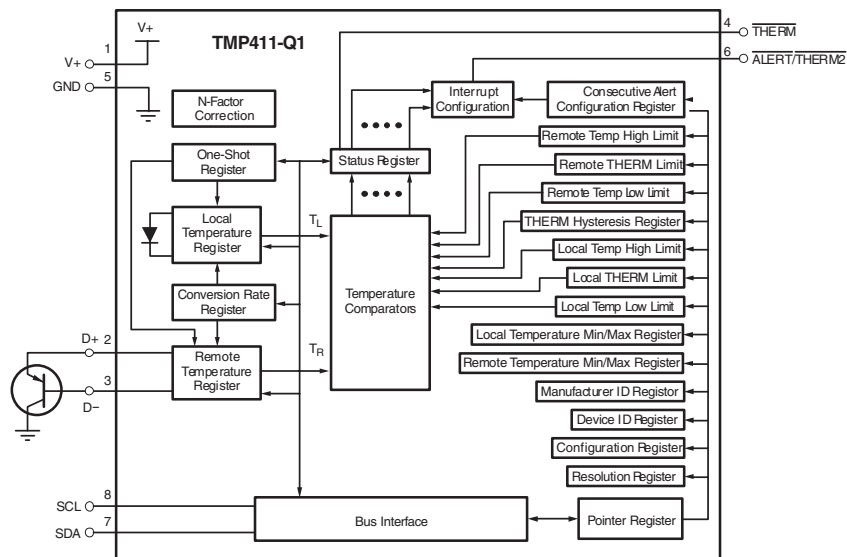 TMP411-Q1
V+
1
V+
5
GND
4
THERM
6
ALERT/THERM2
N-Factor
Correction
Interrupt
Configuration
Consecutive Alert
Configuration Register
One-Shot
Register
Status Register
Remote Temp High Limit
Remote THERM Limit
Remote Temp Low Limit
THERM Hysteresis Register
Local Temp High Limit
Local THERM Limit
Local Temp Low Limit
Local Temperature Min/Max Register
Remote Temperature Min/Max Register
Manufacturer ID Registor
Device ID Register
Configuration Register
Resolution Register
Local
Temperature
Register
TL
Temperature
Comparators
Conversion Rate
Register
D+
2
Remote
Temperature
Register
TR
3
D−
8
SCL
7
SDA
Bus Interface
Pointer Register